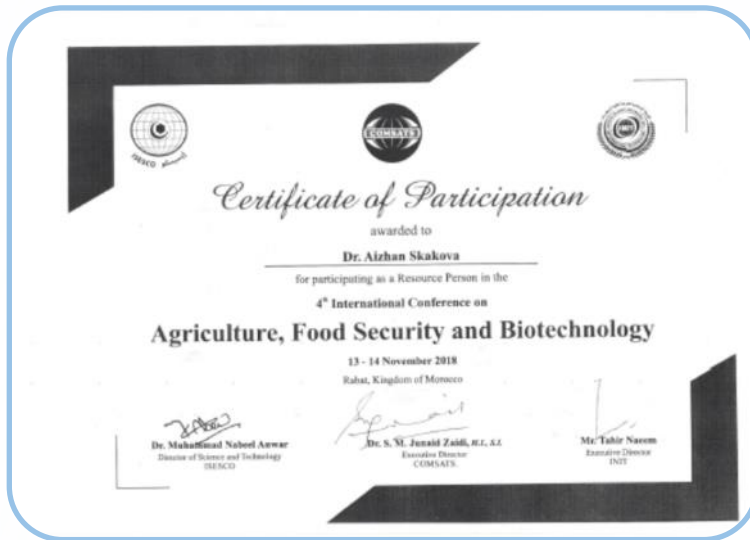 ISESCO ايسيسكو
COMSATS
INIT
Certificate of Participation
awarded to
Dr. Aizhan Skakova
for participating as a Resource Person in the
4th International Conference on
Agriculture, Food Security and Biotechnology
13 - 14 November 2018
Rabat, Kingdom of Morocco
Dr. Muhammad Nabeel Anwar
Director of Science and Technology
ISESCO
Dr. S. M. Junaid Zaidi, H.I., S.I.
Executive Director
COMSATS.
Mr. Tahir Naeem
Executive Director
INIT